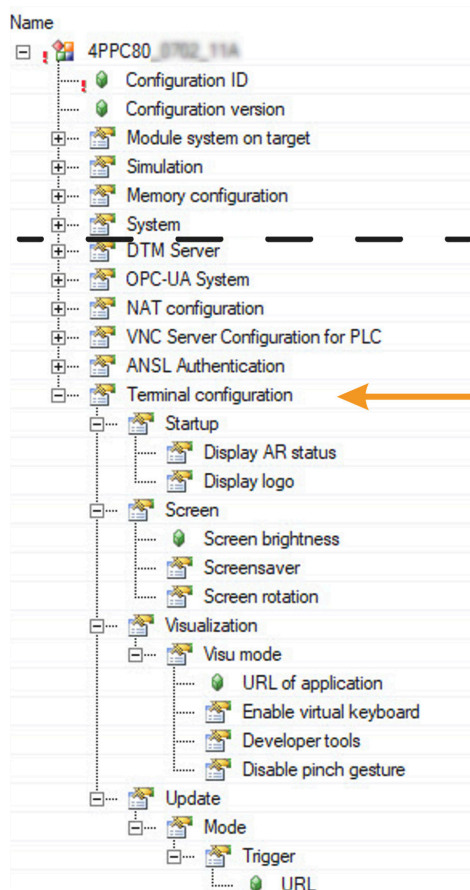 Name
4PPC80
Configuration ID
Configuration version
Module system on target
Simulation
Memory configuration
System
DTM Server
OPC-UA System
NAT configuration
VNC Server Configuration for PLC
ANSL Authentication
Terminal configuration
Startup
Display AR status
Display logo
Screen
Screen brightness
Screensaver
Screen rotation
Visualization
Visu mode
URL of application
Enable virtual keyboard
Developer tools
Disable pinch gesture
Update
Mode
Trigger
URL